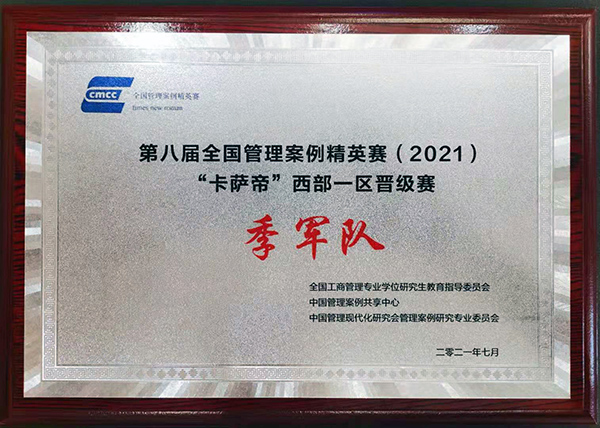 cmcc
全国管理案例精英赛
times new roman
第八届全国管理案例精英赛（2021）
“卡萨帝”西部一区晋级赛
季军队
全国工商管理专业学位研究生教育指导委员会
中国管理案例共享中心
中国管理现代化研究会管理案例研究专业委员会
二零二一年七月